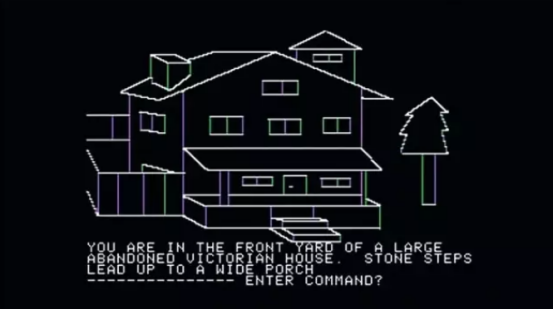 YOU ARE IN THE FRONT YARD OF A LARGE
ABANDONED VICTORIAN HOUSE.  STONE STEPS
LEAD UP TO A WIDE PORCH
--------------- ENTER COMMAND?